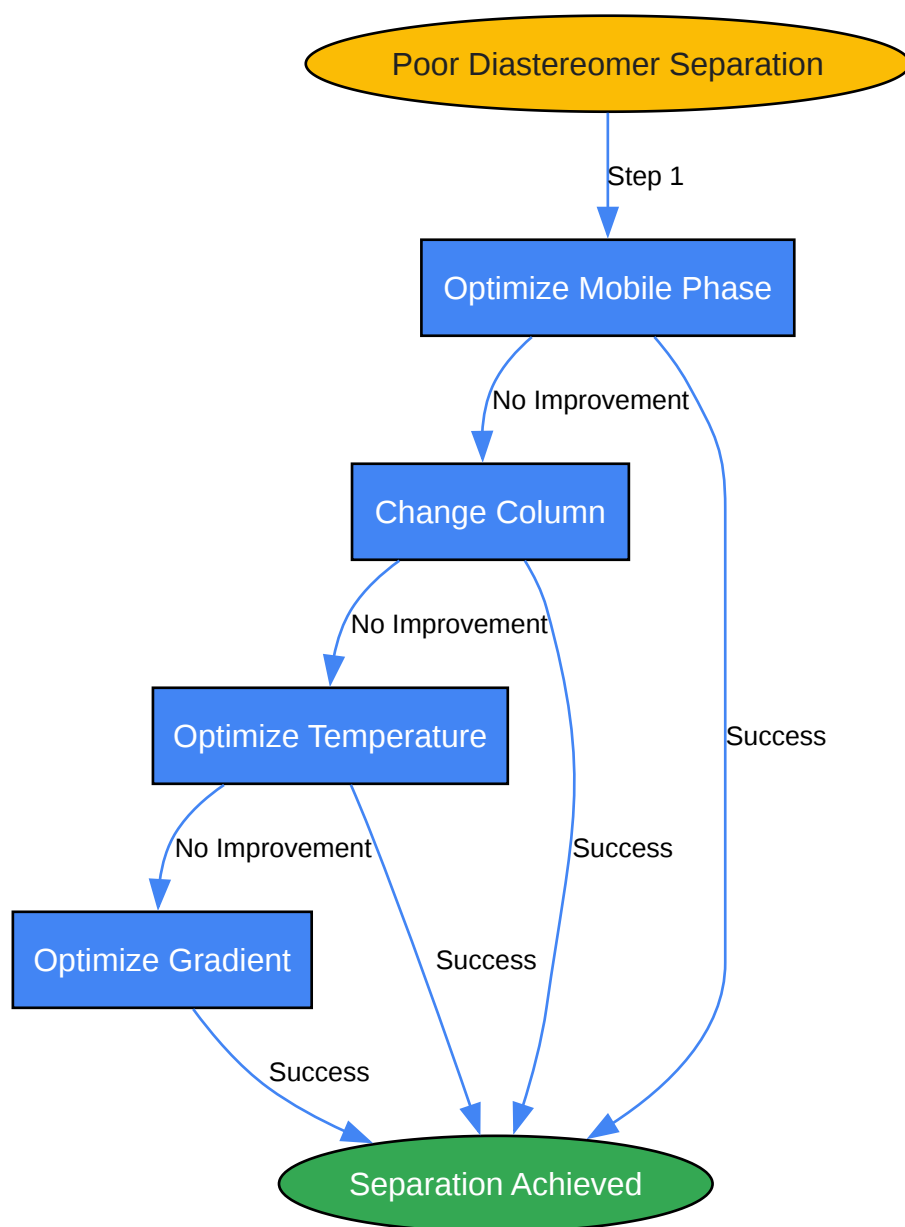 Poor Diastereomer Separation
Step 1
Optimize Mobile Phase
No Improvement
Change Column
No Improvement
Optimize Temperature
Success
No Improvement
Success
Optimize Gradient
Success
Success
Separation Achieved